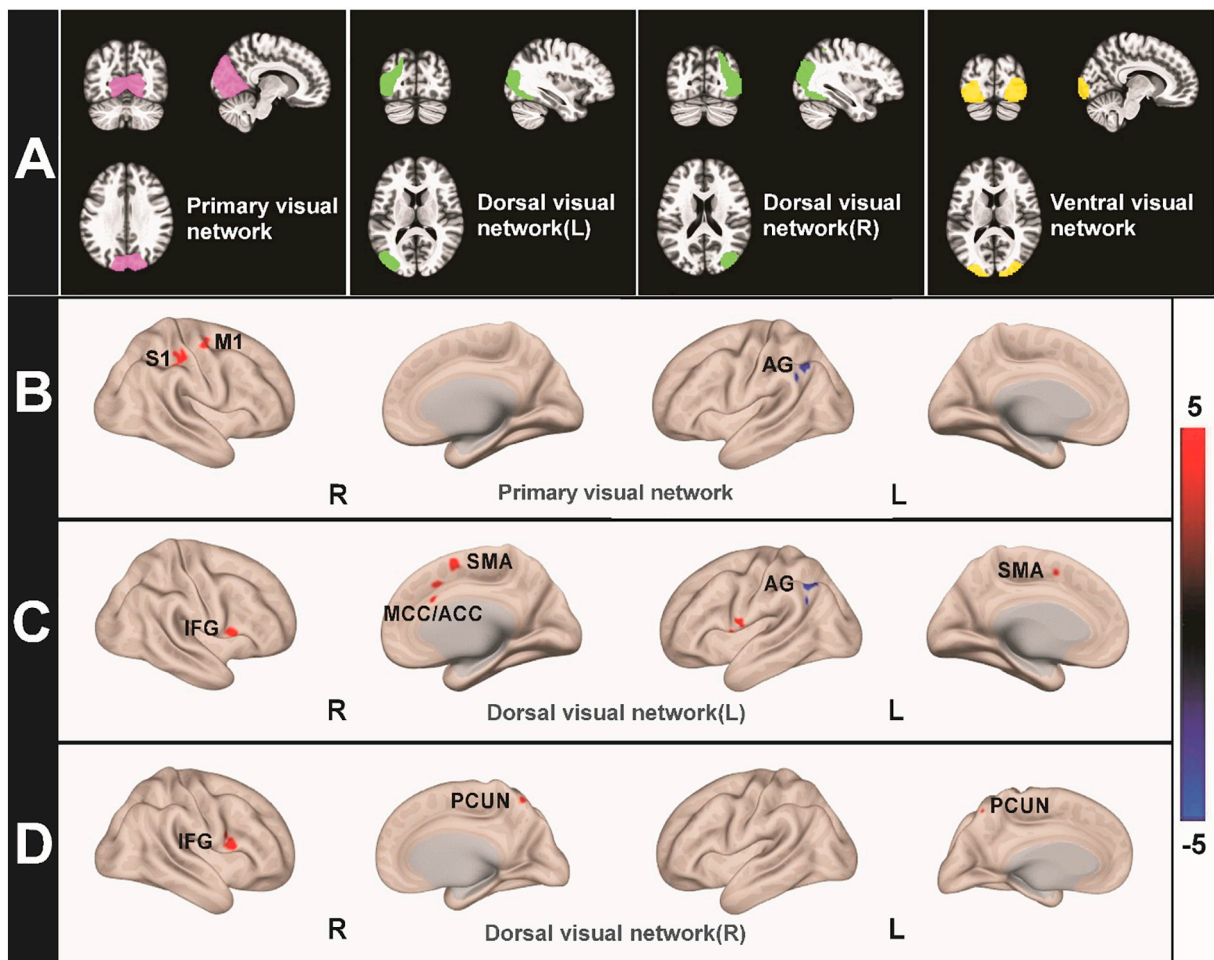 A
Primary visual
network
Dorsal visual
network(L)
Dorsal visual
network(R)
Ventral visual
network
B
S1
M1
AG
R
Primary visual network
L
5
C
IFG
SMA
MCC/ACC
AG
SMA
R
Dorsal visual network(L)
L
-5
D
IFG
PCUN
PCUN
R
Dorsal visual network(R)
L